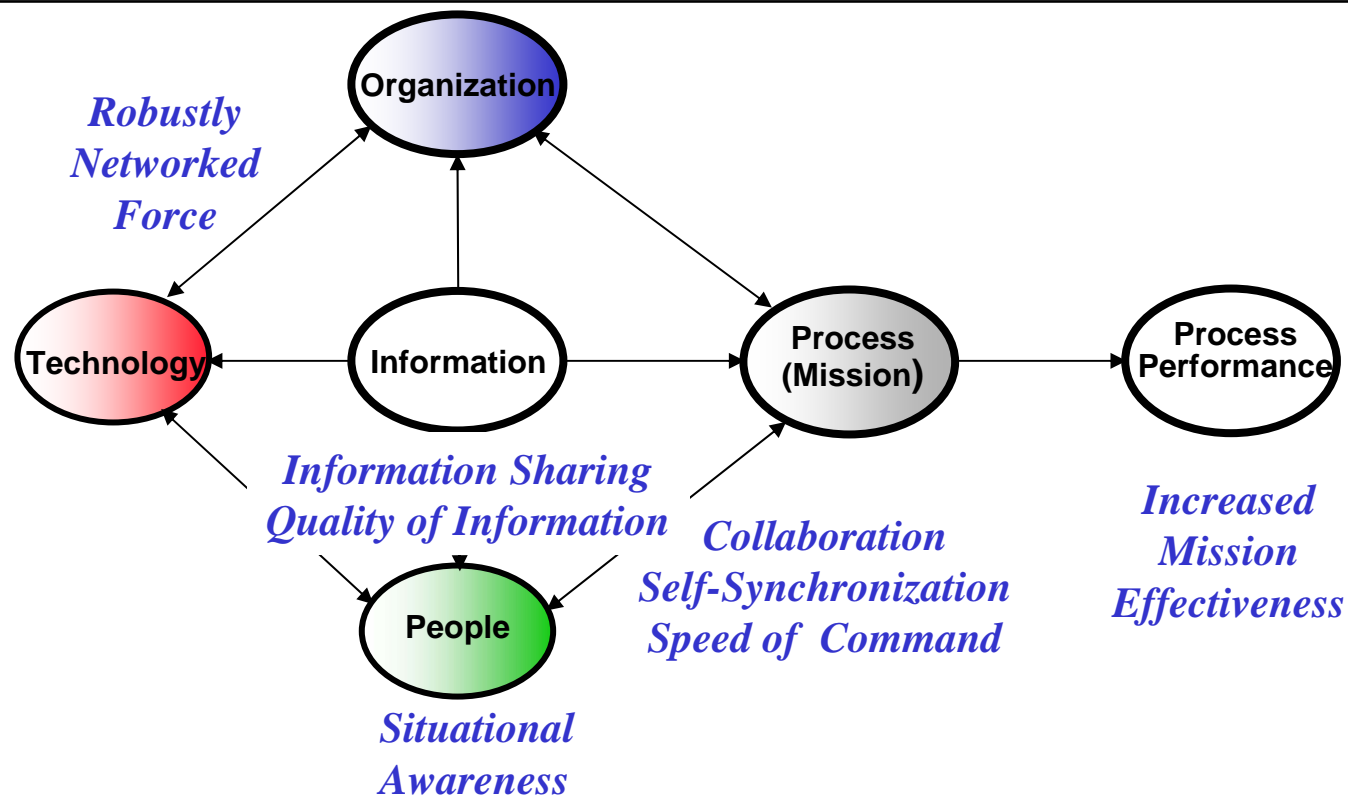 Organization
Robustly
Networked
Force
Technology
Information
Process
(Mission)
Process
Performance
Information Sharing
Quality of Information
Collaboration
Self-Synchronization
Speed of Command
Increased
Mission
Effectiveness
People
Situational
Awareness